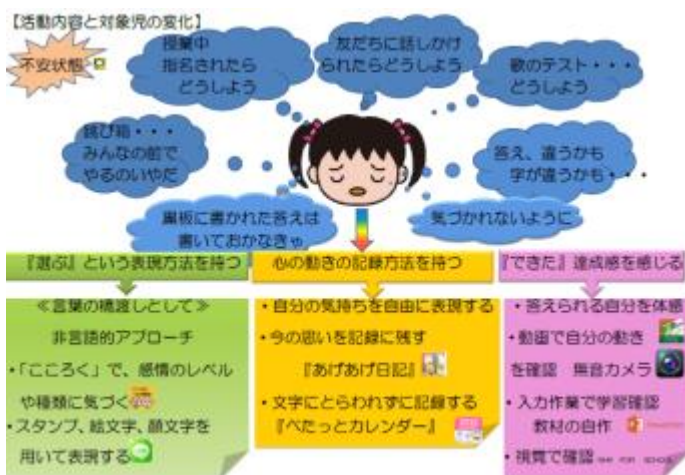 【活動内容と対象児の変化】
不安状態
授業中
指名されたら
どうしよう
友だちに話しかけ
られたらどうしよう
歌のテスト・・・
どうしよう
跳び箱・・・
みんなの前で
やるのいやだ
答え、違うかも
字が違うかも・・・
黒板に書かれた答えは
書いておかなきゃ
気づかれないように
『選ぶ』という表現方法を持つ
≪言葉の橋渡しとして≫
非言語的アプローチ
・「こころく」で、感情のレベル
や種類に気づく
・スタンプ、絵文字、顔文字を
用いて表現する
心の動きの記録方法を持つ
・自分の気持ちを自由に表現する
・今の思いを記録に残す
『あげあげ日記』
・文字にとらわれずに記録する
『ぺたっとカレンダー』
『できた』達成感を感じる
・答えられる自分を体感
・動画で自分の動き
を確認 無音カメラ
・入力作業で学習確認
教材の自作
・視覚で確認